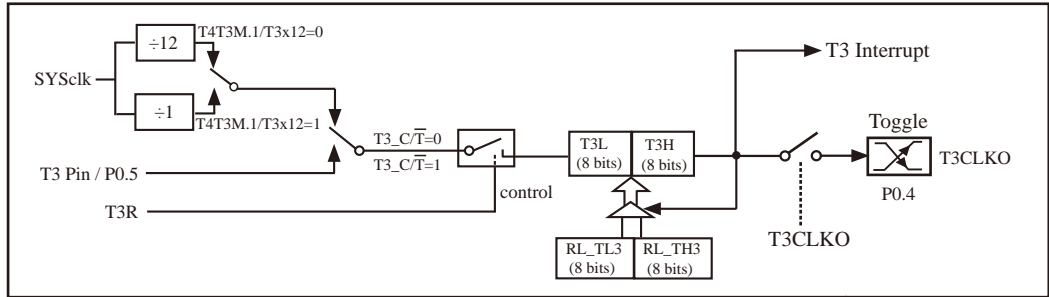 T4T3M.1/T3x12=0
÷12
SYSclk
÷1
T4T3M.1/T3x12=1
T3 Interrupt
Toggle
T3_C/T̅=0
T3_C/T̅=1
T3L
(8 bits)
T3H
(8 bits)
T3CLKO
P0.4
T3 Pin / P0.5
control
T3R
T3CLKO
RL_TL3
(8 bits)
RL_TH3
(8 bits)